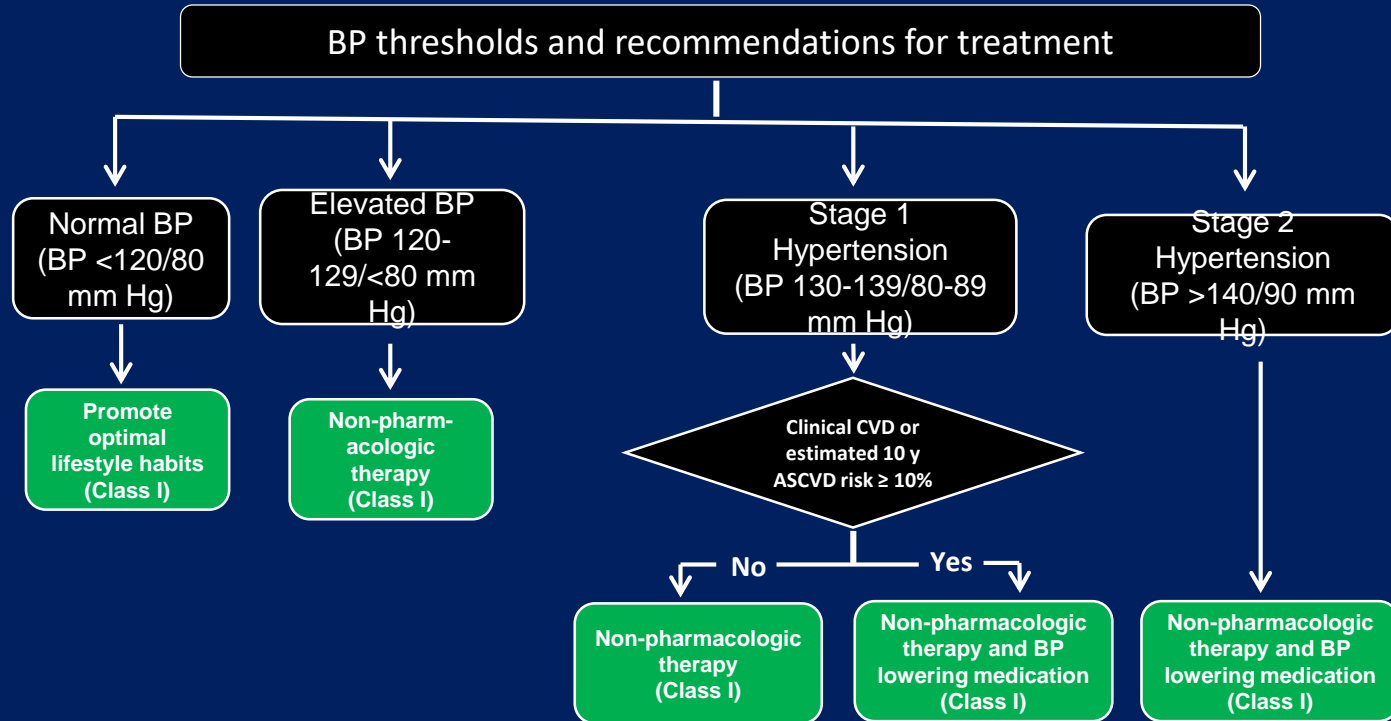 BP thresholds and recommendations for treatment
Normal BP
(BP <120/80
mm Hg)
Elevated BP
(BP 120-
129/<80 mm
Hg)
Stage 1
Hypertension
(BP 130-139/80-89
mm Hg)
Stage 2
Hypertension
(BP >140/90 mm
Hg)
Promote
optimal
lifestyle habits
(Class I)
Non-pharm-
acologic
therapy
(Class I)
Clinical CVD or
estimated 10 y
ASCVD risk ≥ 10%
No
Yes
Non-pharmacologic
therapy
(Class I)
Non-pharmacologic
therapy and BP
lowering medication
(Class I)
Non-pharmacologic
therapy and BP
lowering medication
(Class I)